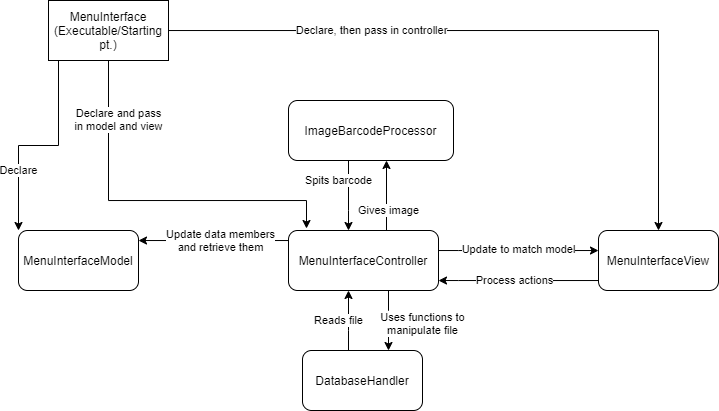 MenuInterface
(Executable/Starting
pt.)
Declare, then pass in controller
Declare and pass
in model and view
ImageBarcodeProcessor
Declare
Spits barcode
Gives image
Update data members
and retrieve them
MenuInterfaceModel
MenuInterfaceController
Update to match model
MenuInterfaceView
Process actions
Reads file
Uses functions to
manipulate file
DatabaseHandler